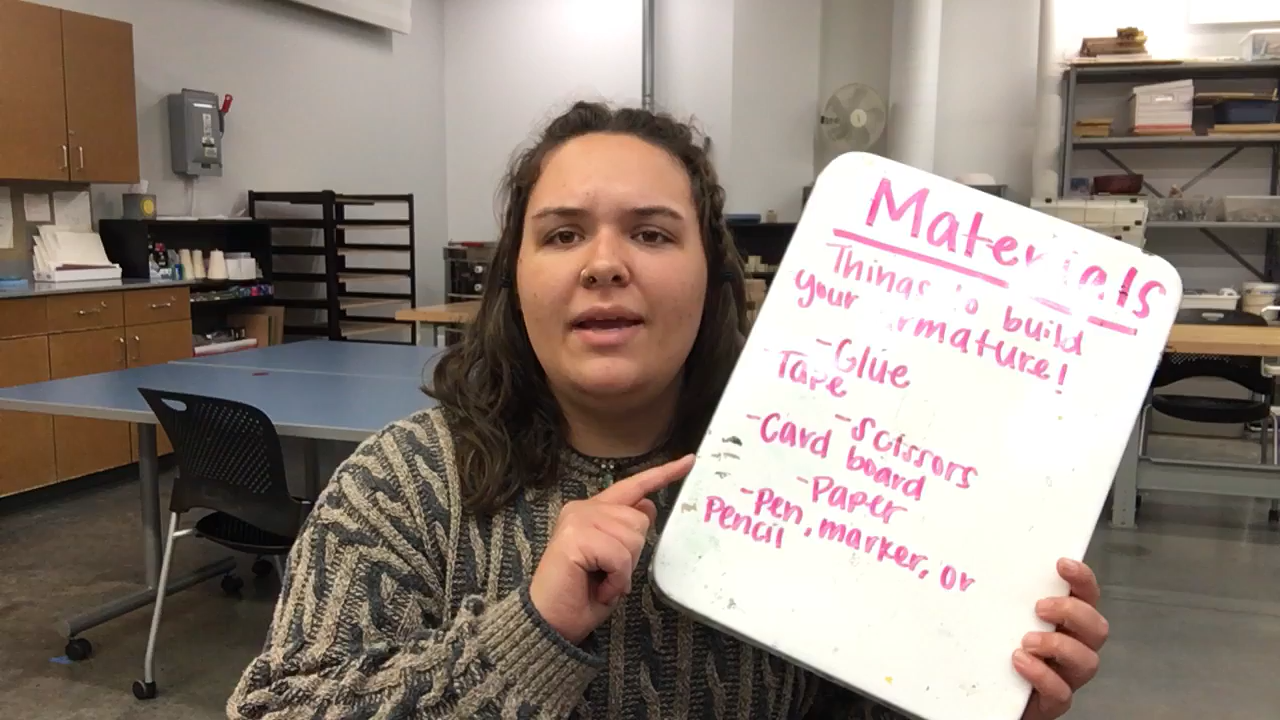 Materials
Things to build
your armature!
-Glue
Tape
-scissors
-Card board
-Paper
-Pen, marker, or
Pencil